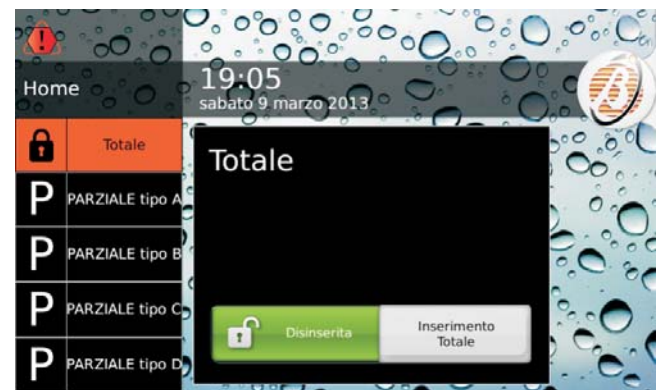 Home
19:05
sabato 9 marzo 2013
Totale
P PARZIALE tipo A
P PARZIALE tipo B
P PARZIALE tipo C
P PARZIALE tipo D
Totale
Disinserita
Inserimento
Totale